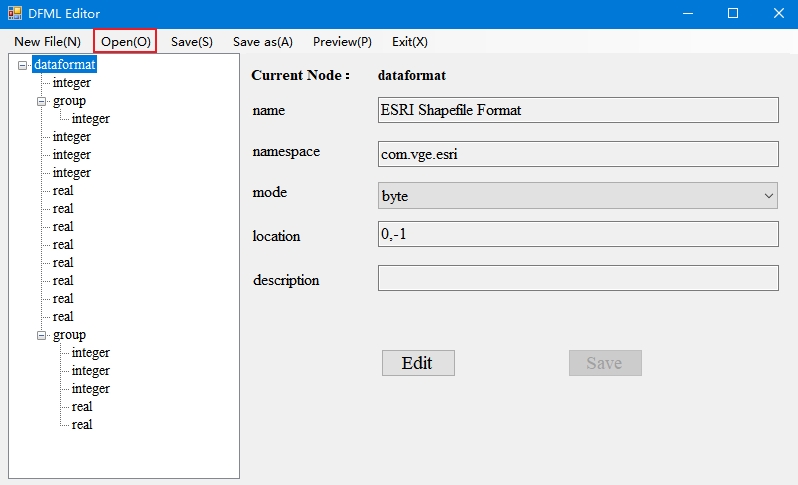 DFML Editor
New File(N) Open(O) Save(S) Save as(A) Preview(P) Exit(X)
dataformat
integer
group
integer
integer
integer
integer
real
real
real
real
real
real
real
real
group
integer
integer
integer
real
real
Current Node： dataformat
name ESRI Shapefile Format
namespace com.vge.esri
mode byte
location 0,-1
description
Edit Save